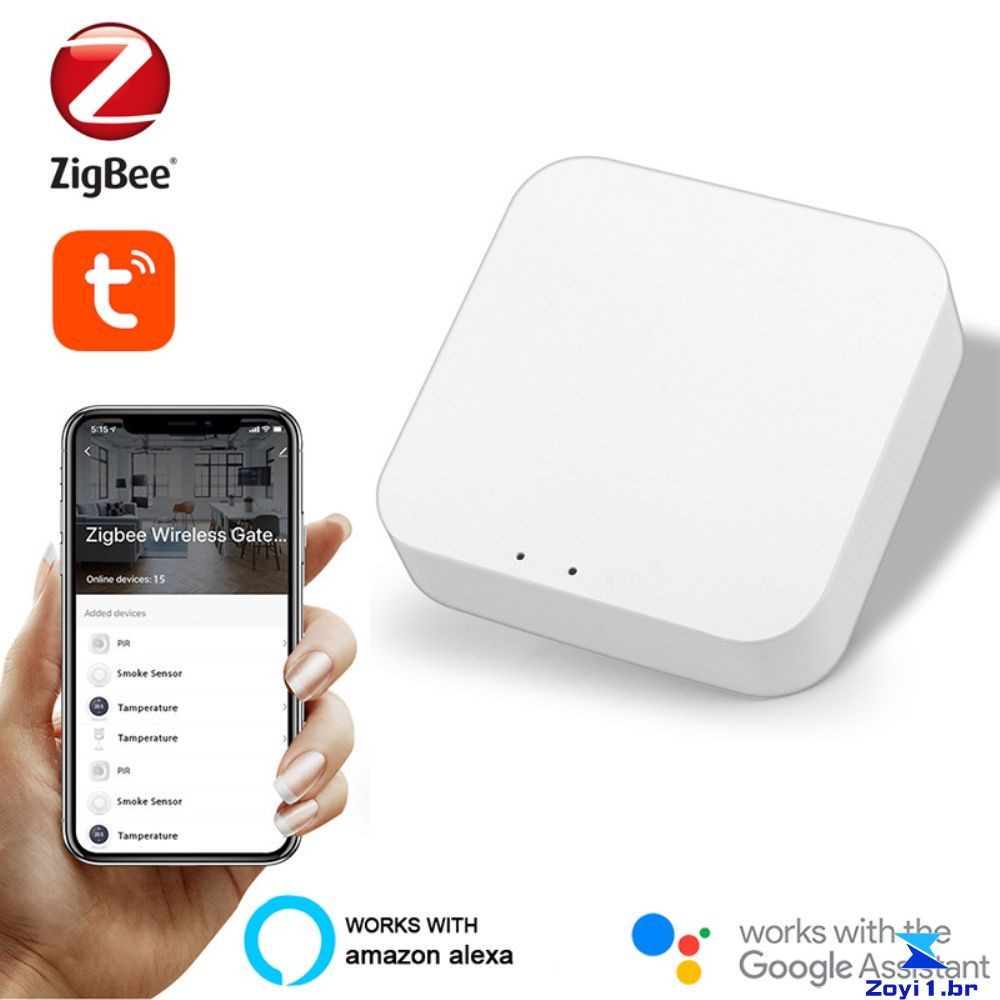 ZigBee®
5:15
Zigbee Wireless Gate...
Online devices: 15
Added devices
PIR
Smoke Sensor
Tamperature
Tamperature
PIR
Smoke Sensor
Tamperature
WORKS WITH
amazon alexa
works with the
Google Assistant
Zoyi1.br